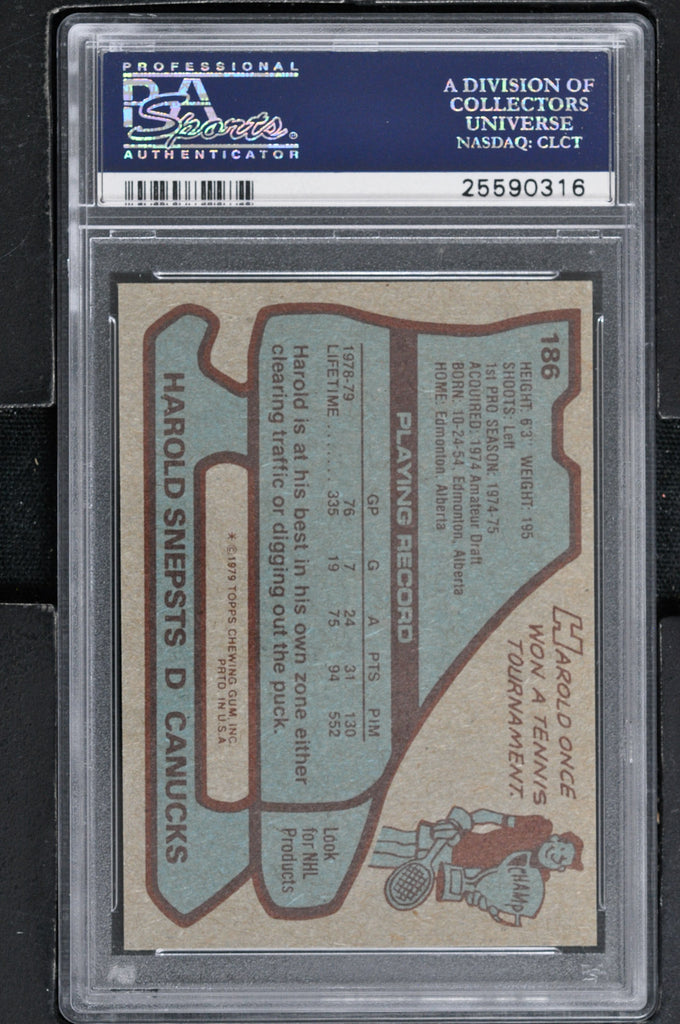 PROFESSIONAL
PSA
Sports
AUTHENTICATOR
A DIVISION OF
COLLECTORS
UNIVERSE
NASDAQ: CLCT
25590316
186
HEIGHT: 6'3" WEIGHT: 195
SHOOTS: Left
1st PRO SEASON: 1974-75
ACQUIRED: 1974 Amateur Draft
BORN: 10-24-54, Edmonton, Alberta
HOME: Edmonton, Alberta
HAROLD ONCE
WON A TENNIS
TOURNAMENT.
CHAMP
PLAYING RECORD
GP G A PTS PIM
1978-79 76 7 24 31 130
LIFETIME ....... 335 19 75 94 552
Harold is at his best in his own zone either
clearing traffic or digging out the puck.
Look
for NHL
Products
* ©1979 TOPPS CHEWING GUM, INC.
PRTD. IN U.S.A.
HAROLD SNEPSTS D CANUCKS